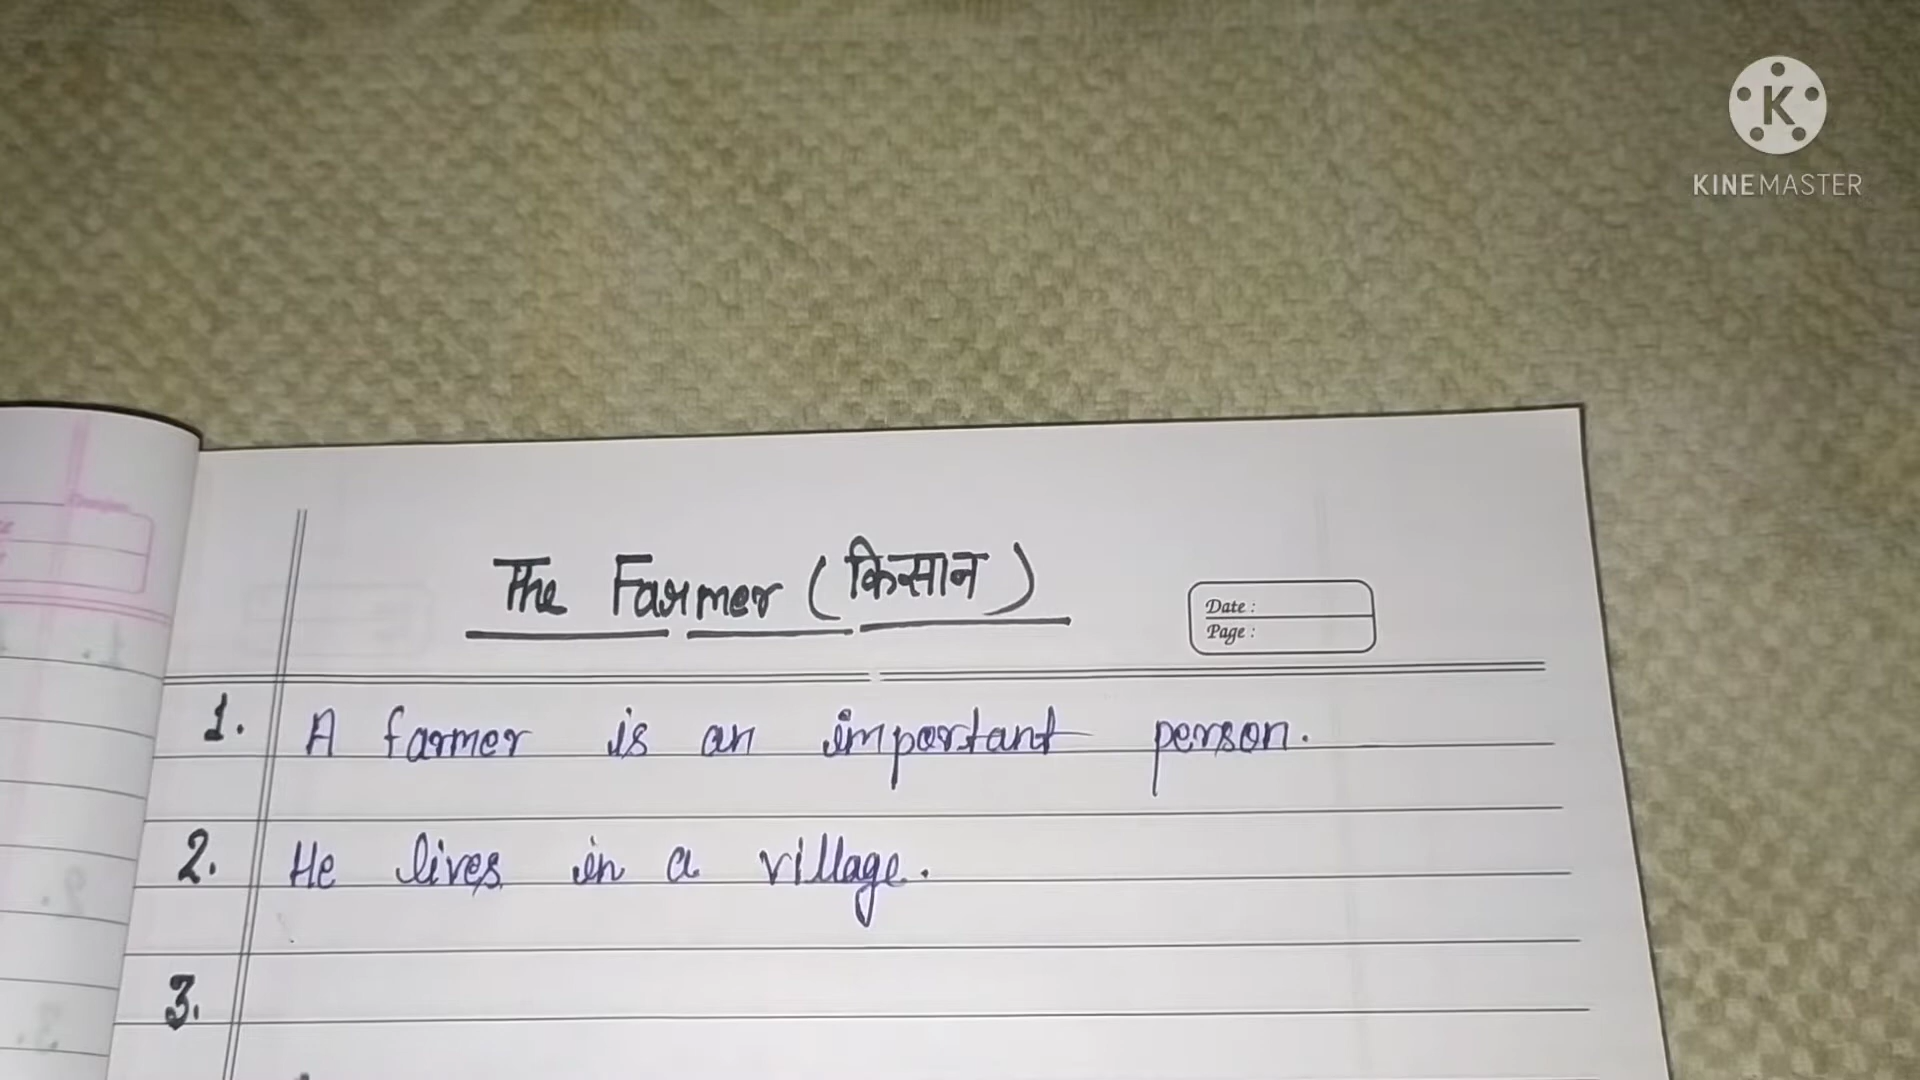 K
KINEMASTER
The Farmer (किसान)
Date :
Page :
1. A farmer is an important person.
2. He lives in a village.
3.